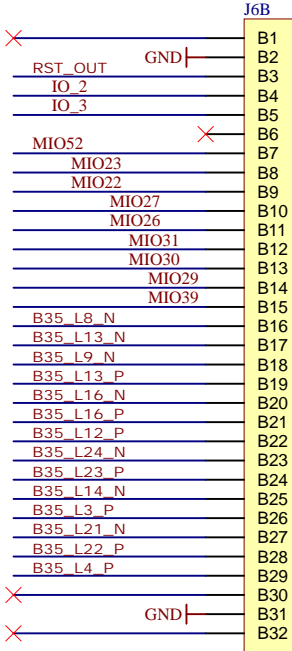 J6B
B1
GND B2
RST_OUT B3
IO_2 B4
IO_3 B5
B6
MIO52 B7
MIO23 B8
MIO22 B9
MIO27 B10
MIO26 B11
MIO31 B12
MIO30 B13
MIO29 B14
MIO39 B15
B35_L8_N B16
B35_L13_N B17
B35_L9_N B18
B35_L13_P B19
B35_L16_N B20
B35_L16_P B21
B35_L12_P B22
B35_L24_N B23
B35_L23_P B24
B35_L14_N B25
B35_L3_P B26
B35_L21_N B27
B35_L22_P B28
B35_L4_P B29
B30
GND B31
B32